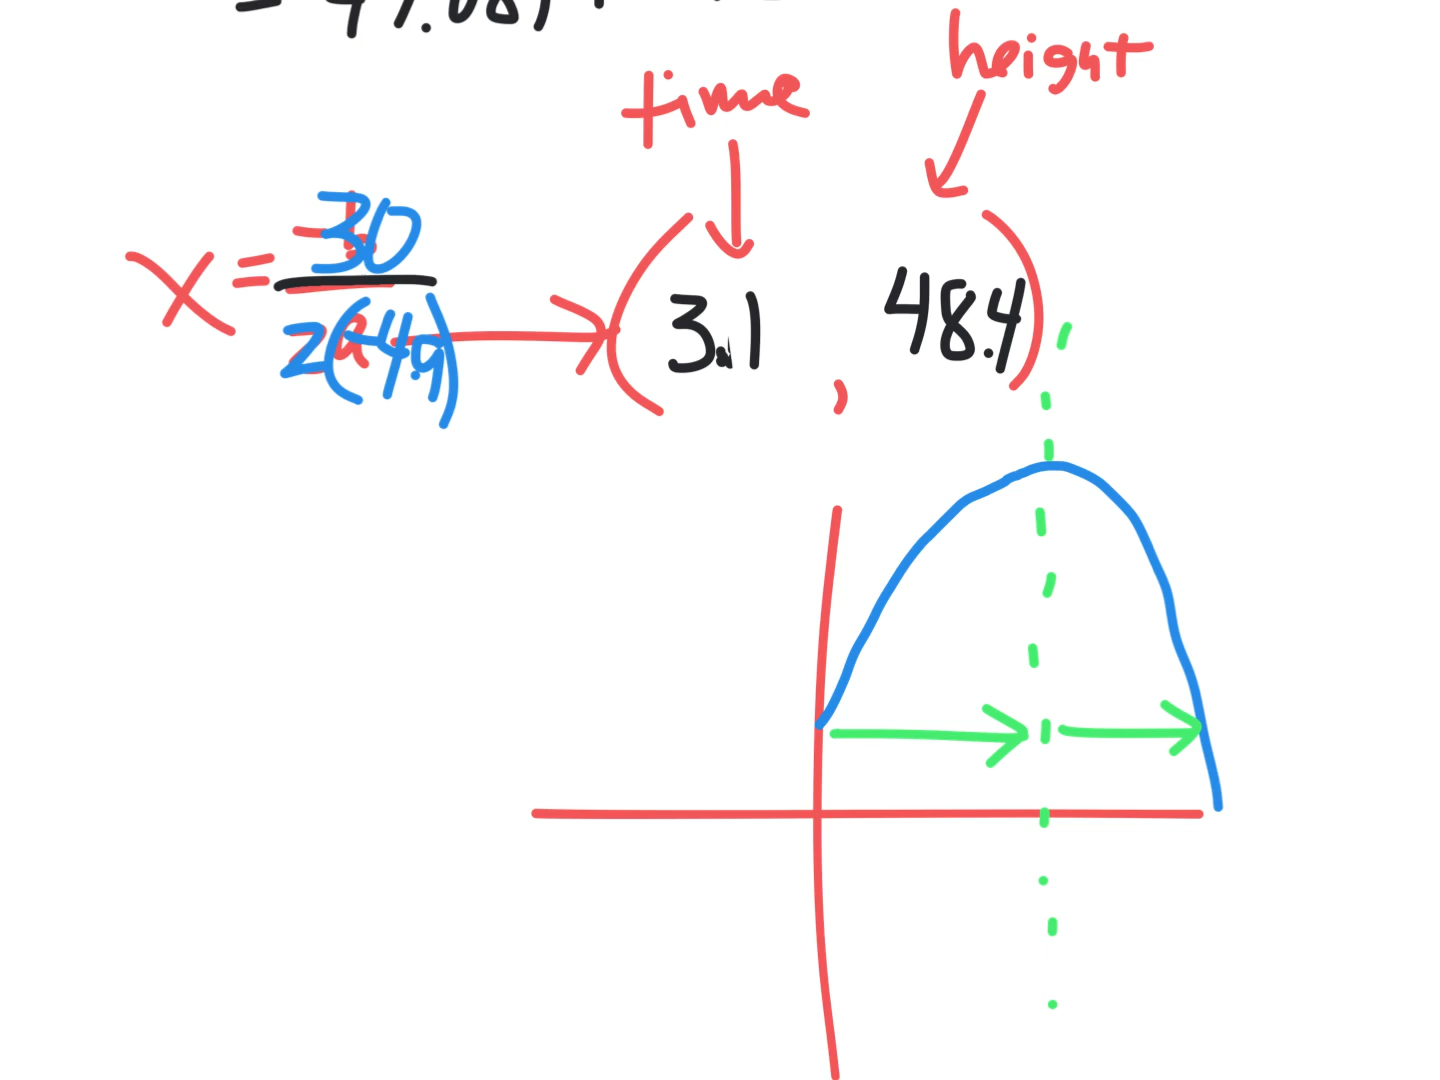 height
time
x = 30 / 2(-4.9) → (3.1 , 48.4)